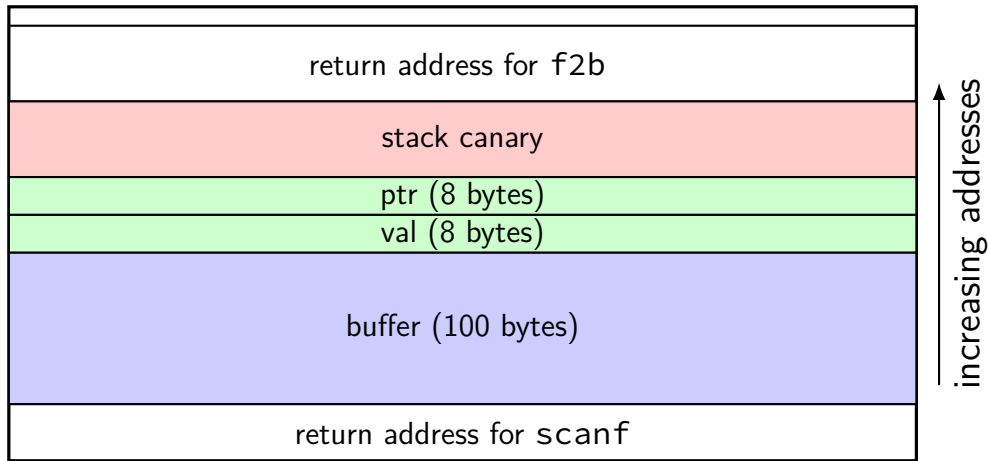 return address for f2b
stack canary
ptr (8 bytes)
val (8 bytes)
buffer (100 bytes)
return address for scanf
increasing addresses